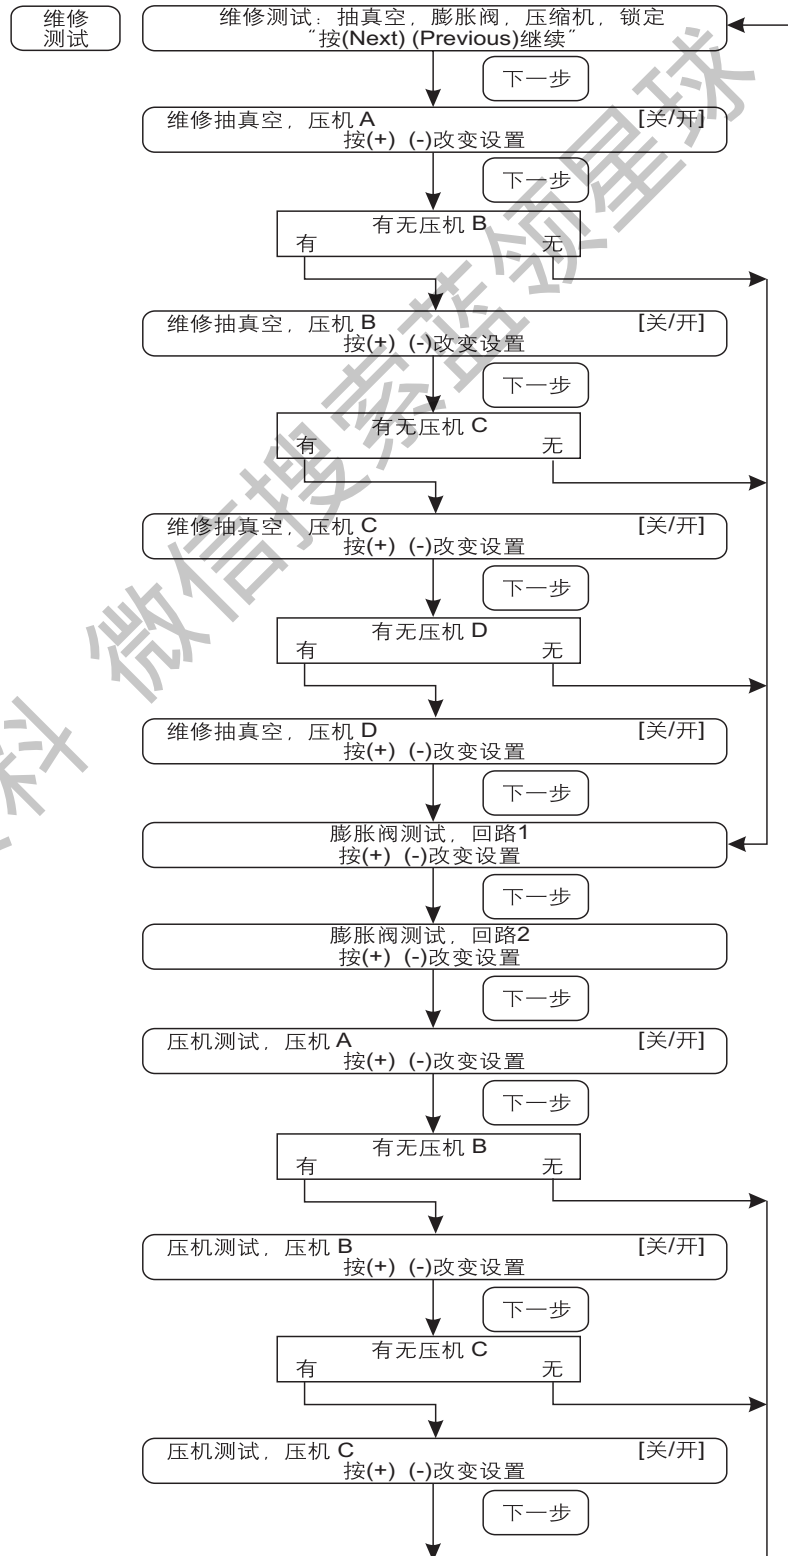 维修
测试
维修测试：抽真空，膨胀阀，压缩机，锁定
“按(Next) (Previous)继续”
下一步
维修抽真空，压机 A [关/开]
按(+) (-)改变设置
下一步
有无压机 B
有 无
维修抽真空，压机 B [关/开]
按(+) (-)改变设置
下一步
有无压机 C
有 无
维修抽真空，压机 C [关/开]
按(+) (-)改变设置
下一步
有无压机 D
有 无
维修抽真空，压机 D [关/开]
按(+) (-)改变设置
下一步
膨胀阀测试，回路1
按(+) (-)改变设置
下一步
膨胀阀测试，回路2
按(+) (-)改变设置
下一步
压机测试，压机 A [关/开]
按(+) (-)改变设置
下一步
有无压机 B
有 无
压机测试，压机 B [关/开]
按(+) (-)改变设置
下一步
有无压机 C
有 无
压机测试，压机 C [关/开]
按(+) (-)改变设置
下一步
科 微信搜索蓝领星球